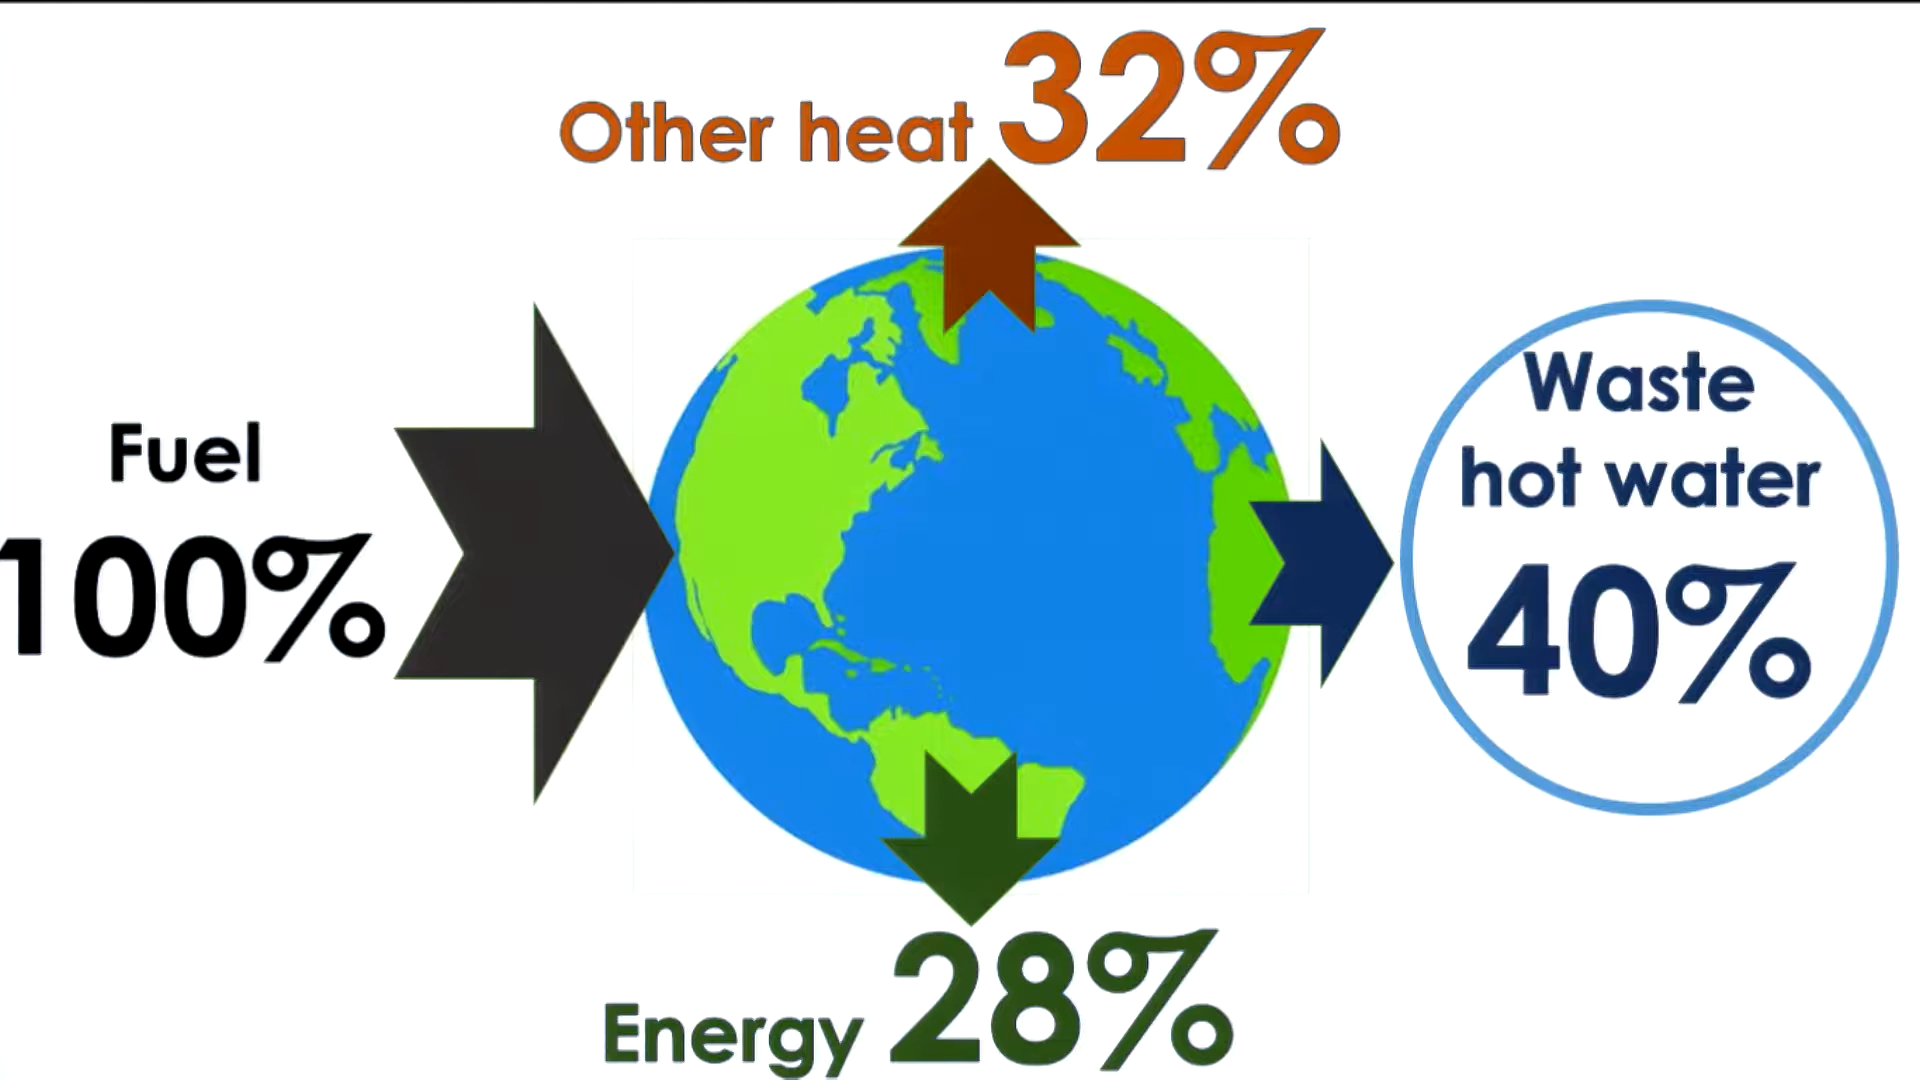 Other heat 32%
Fuel
100%
Waste
hot water
40%
Energy 28%